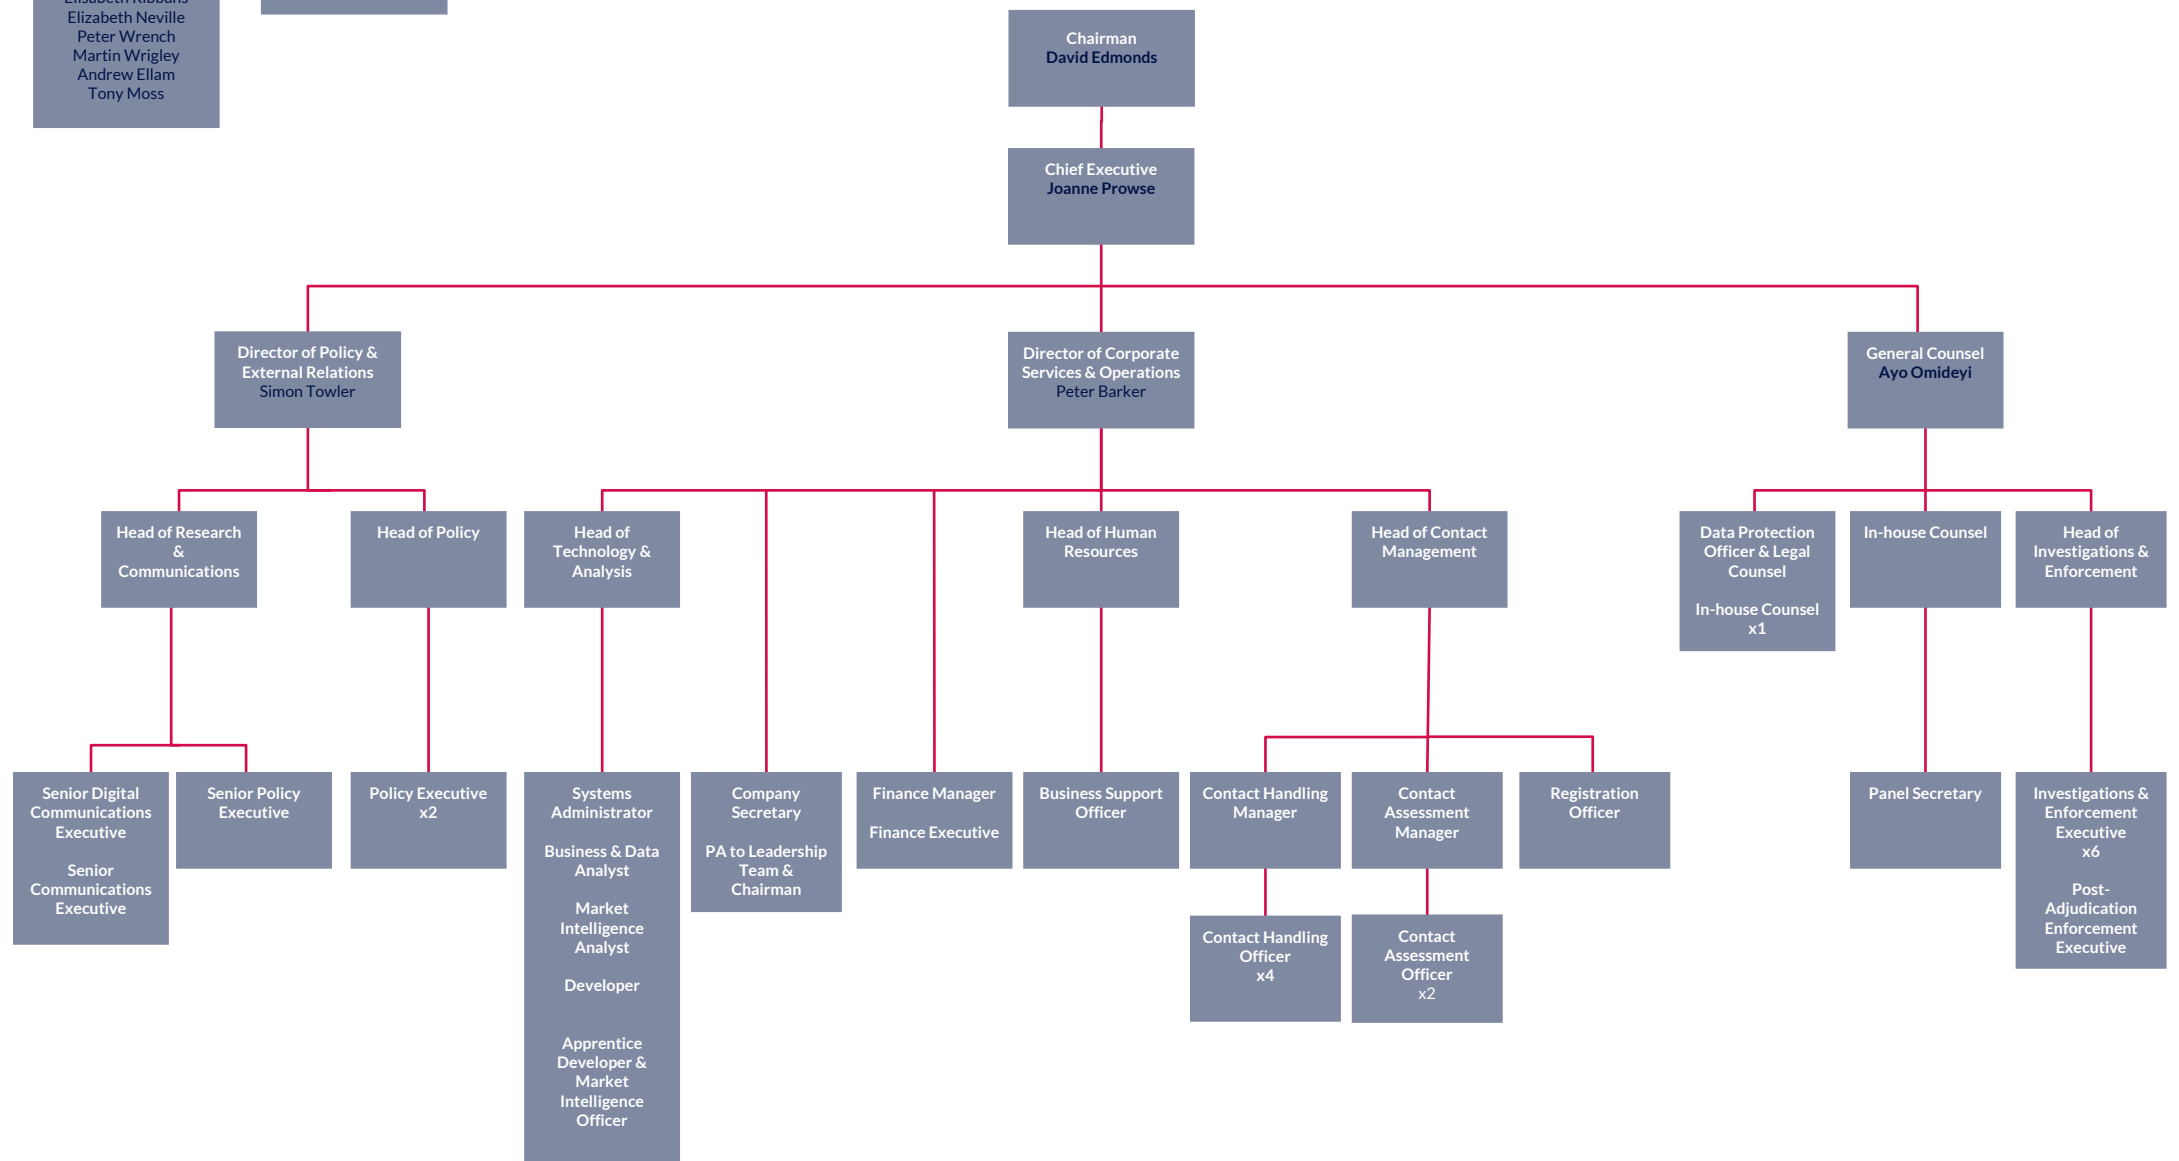 Elisabeth Ribbans
Elizabeth Neville
Peter Wrench
Martin Wrigley
Andrew Ellam
Tony Moss
Chairman
David Edmonds
Chief Executive
Joanne Prowse
Director of Policy &
External Relations
Simon Towler
Director of Corporate
Services & Operations
Peter Barker
General Counsel
Ayo Omideyi
Head of Research
&
Communications
Head of Policy
Head of
Technology &
Analysis
Head of Human
Resources
Head of Contact
Management
Data Protection
Officer & Legal
Counsel
In-house Counsel
x1
In-house Counsel
Head of
Investigations &
Enforcement
Senior Digital
Communications
Executive
Senior
Communications
Executive
Senior Policy
Executive
Policy Executive
x2
Systems
Administrator
Business & Data
Analyst
Market
Intelligence
Analyst
Developer
Apprentice
Developer &
Market
Intelligence
Officer
Company
Secretary
PA to Leadership
Team &
Chairman
Finance Manager
Finance Executive
Business Support
Officer
Contact Handling
Manager
Contact
Assessment
Manager
Registration
Officer
Contact Handling
Officer
x4
Contact
Assessment
Officer
x2
Panel Secretary
Investigations &
Enforcement
Executive
x6
Post-
Adjudication
Enforcement
Executive